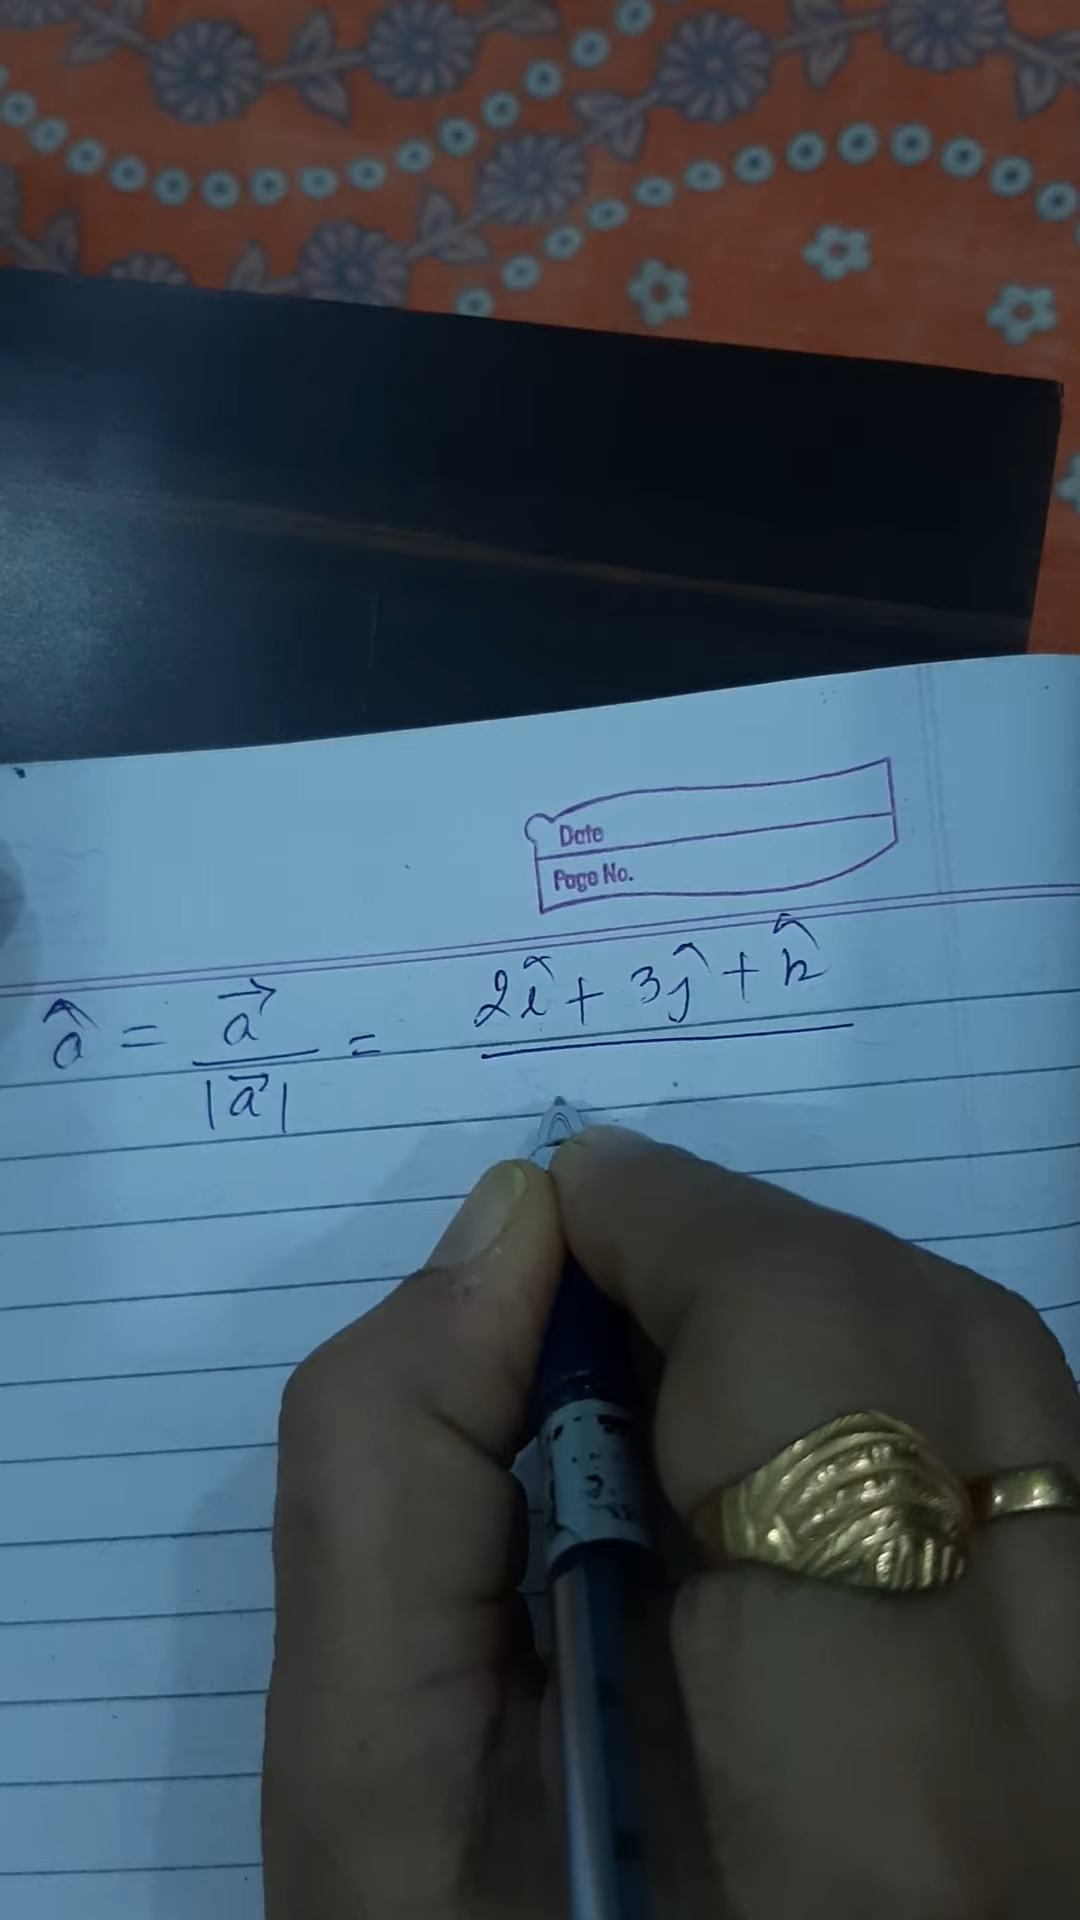 Date
Page No.
â = a⃗ / |a⃗| = 2î + 3ĵ + k̂